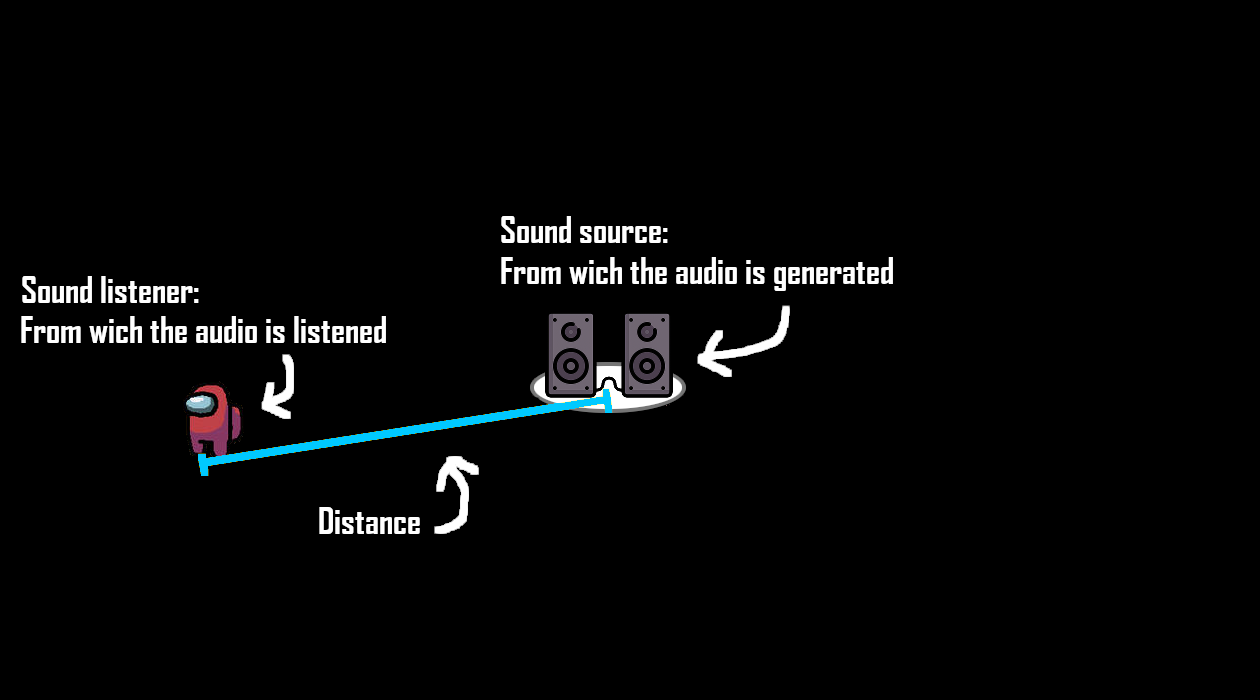 Sound source:
From wich the audio is generated
Sound listener:
From wich the audio is listened
Distance